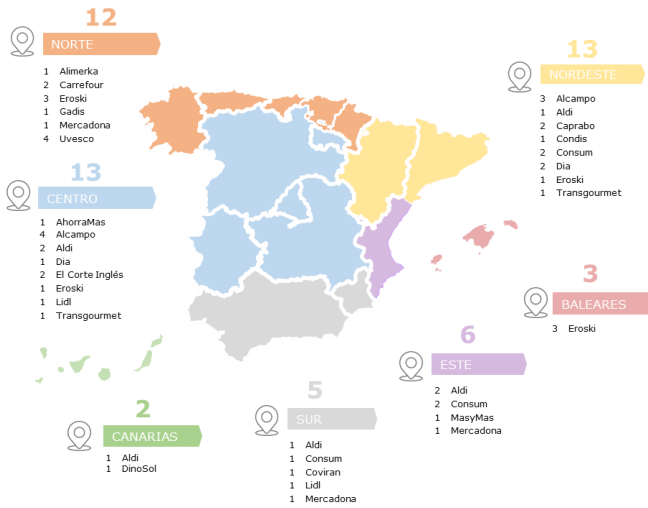 12
NORTE
1 Alimerka
2 Carrefour
3 Eroski
1 Gadis
1 Mercadona
4 Uvesco
13
NORDESTE
3 Alcampo
1 Aldi
2 Caprabo
1 Condis
2 Consum
2 Dia
1 Eroski
1 Transgourmet
13
CENTRO
1 AhorraMas
4 Alcampo
2 Aldi
1 Dia
2 El Corte Inglés
1 Eroski
1 Lidl
1 Transgourmet
3
BALEARES
3 Eroski
6
ESTE
2 Aldi
2 Consum
1 MasyMas
1 Mercadona
2
CANARIAS
1 Aldi
1 DinoSol
5
SUR
1 Aldi
1 Consum
1 Coviran
1 Lidl
1 Mercadona